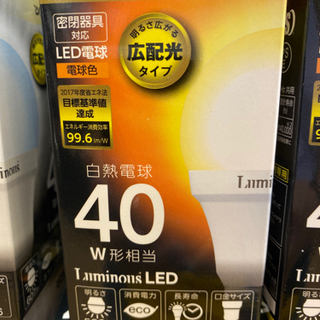 密閉器具
対応
LED電球
電球色
明るさ広がる
広配光
タイプ
2017年度省エネ法
目標基準値
達成
エネルギー消費効率
99.6lm/W
白熱電球
40
W形相当
Luminous LED
明るさ
消費電力
長寿命
口金サイズ
eco
Luminous